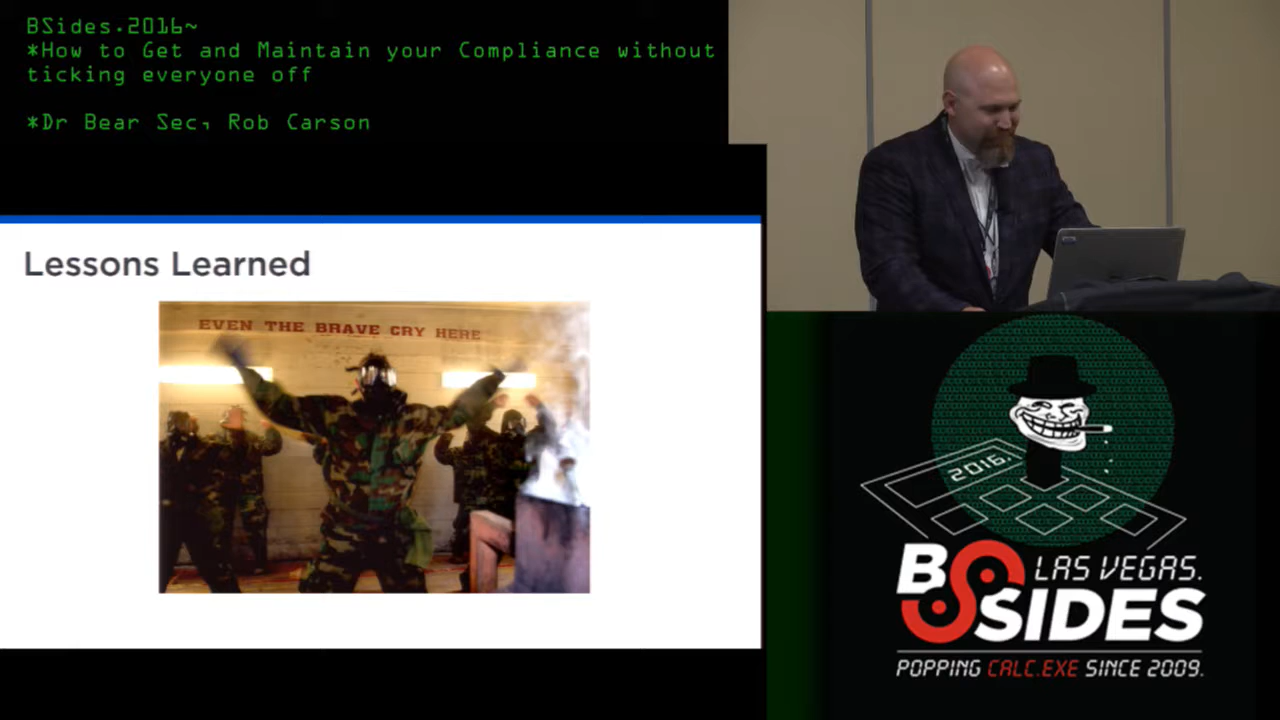 BSides.2016~
*How to Get and Maintain your Compliance without
ticking everyone off
*Dr Bear Sec, Rob Carson
Lessons Learned
EVEN THE BRAVE CRY HERE
2016.
BSIDES
LAS VEGAS.
POPPING CALC.EXE SINCE 2009.